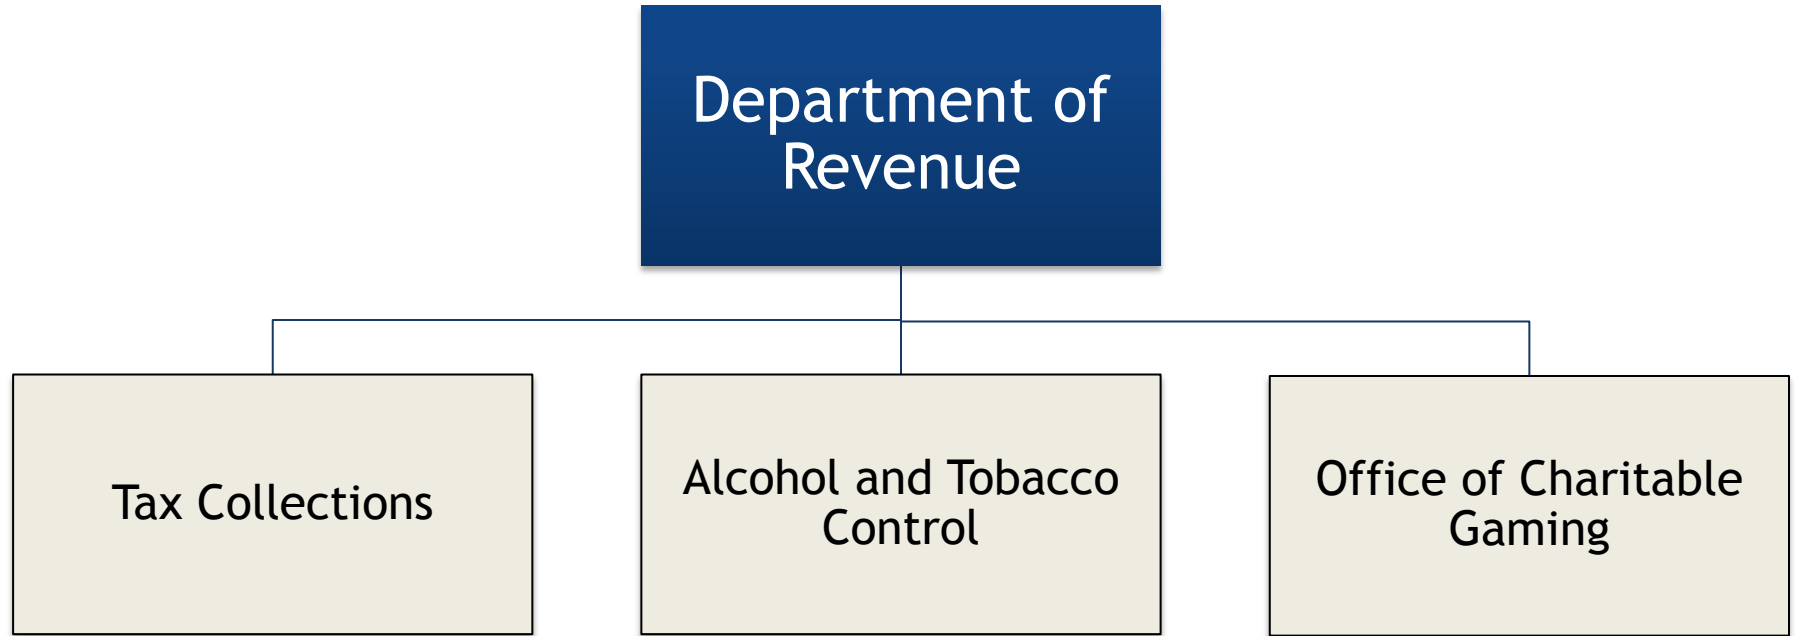 Department of
Revenue
Tax Collections
Alcohol and Tobacco
Control
Office of Charitable
Gaming